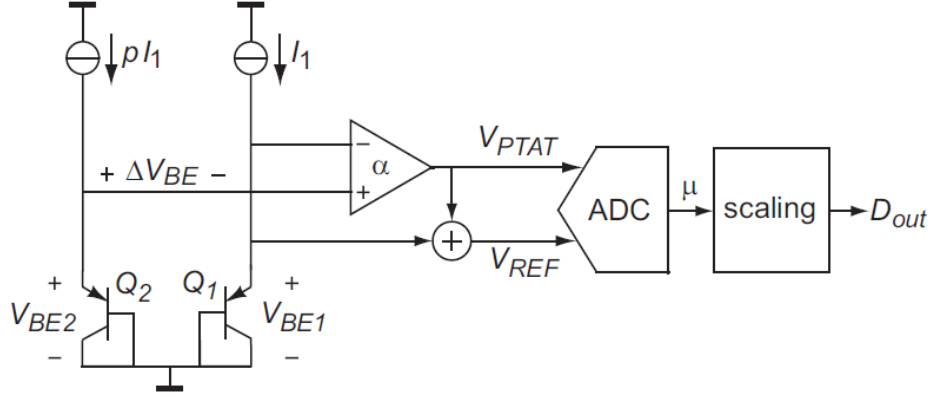 pI1
I1
+ ΔVBE −
−
α
+
VPTAT
+
VREF
ADC
μ
scaling
Dout
+
VBE2
−
Q2
Q1
+
VBE1
−